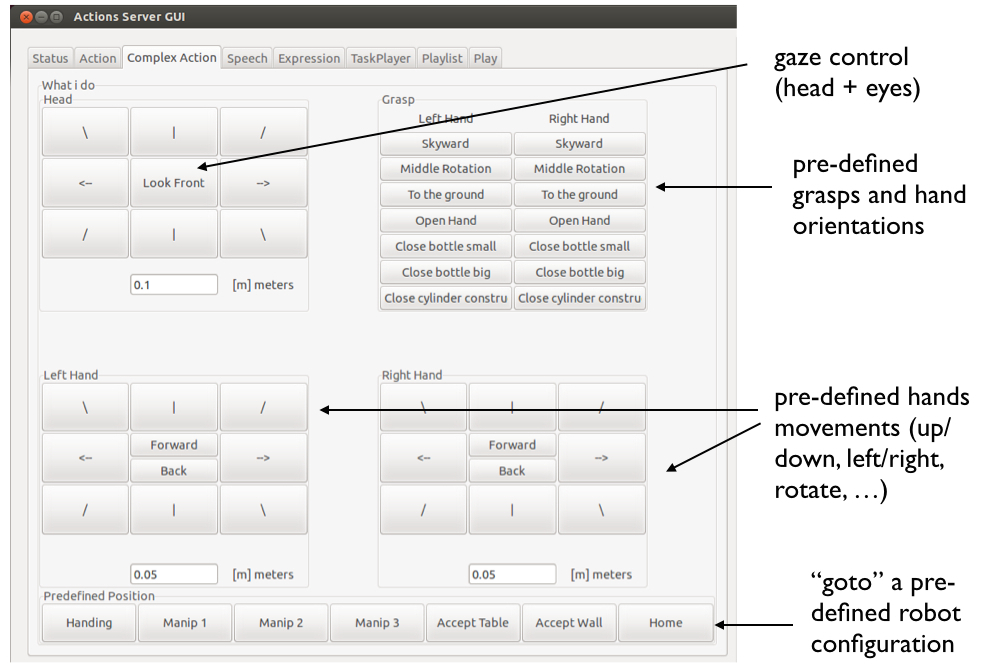 Actions Server GUI
Status Action Complex Action Speech Expression TaskPlayer Playlist Play
What i do
Head
\ | /
<-- Look Front -->
/ | \
0.1 [m] meters
Grasp
Left Hand Right Hand
Skyward Skyward
Middle Rotation Middle Rotation
To the ground To the ground
Open Hand Open Hand
Close bottle small Close bottle small
Close bottle big Close bottle big
Close cylinder constru Close cylinder constru
Left Hand
\ | /
Forward
<-- -->
Back
/ | \
0.05 [m] meters
Right Hand
\ | /
Forward
<-- -->
Back
/ | \
0.05 [m] meters
Predefined Position
Handing Manip 1 Manip 2 Manip 3 Accept Table Accept Wall Home
gaze control
(head + eyes)
pre-defined
grasps and hand
orientations
pre-defined hands
movements (up/
down, left/right,
rotate, …)
“goto” a pre-
defined robot
configuration